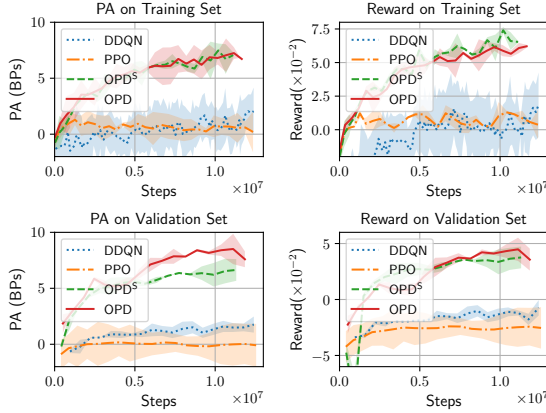 PA on Training Set
10
5
0
PA (BPs)
DDQN
PPO
OPD^S
OPD
0.0
0.5
1.0
×10^7
Steps
Reward on Training Set
7.5
5.0
2.5
0.0
Reward(×10^−2)
DDQN
PPO
OPD^S
OPD
0.0
0.5
1.0
×10^7
Steps
PA on Validation Set
10
5
0
PA (BPs)
DDQN
PPO
OPD^S
OPD
0.0
0.5
1.0
×10^7
Steps
Reward on Validation Set
5
0
−5
Reward(×10^−2)
DDQN
PPO
OPD^S
OPD
0.0
0.5
1.0
×10^7
Steps